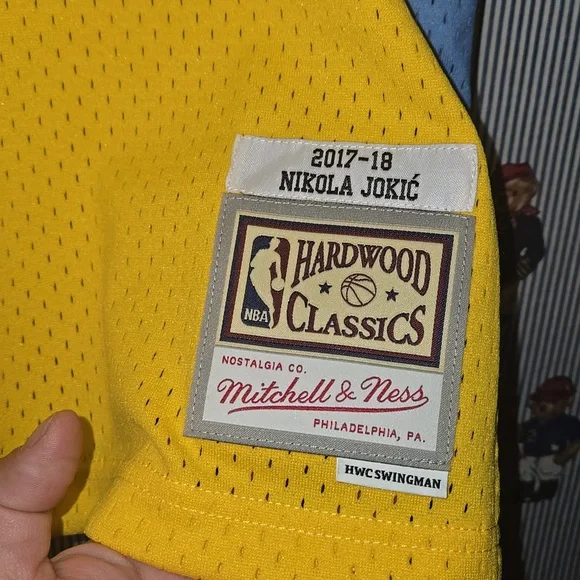 2017-18
NIKOLA JOKIĆ
NBA
HARDWOOD
CLASSICS
NOSTALGIA CO.
Mitchell & Ness
PHILADELPHIA, PA.
HWC SWINGMAN